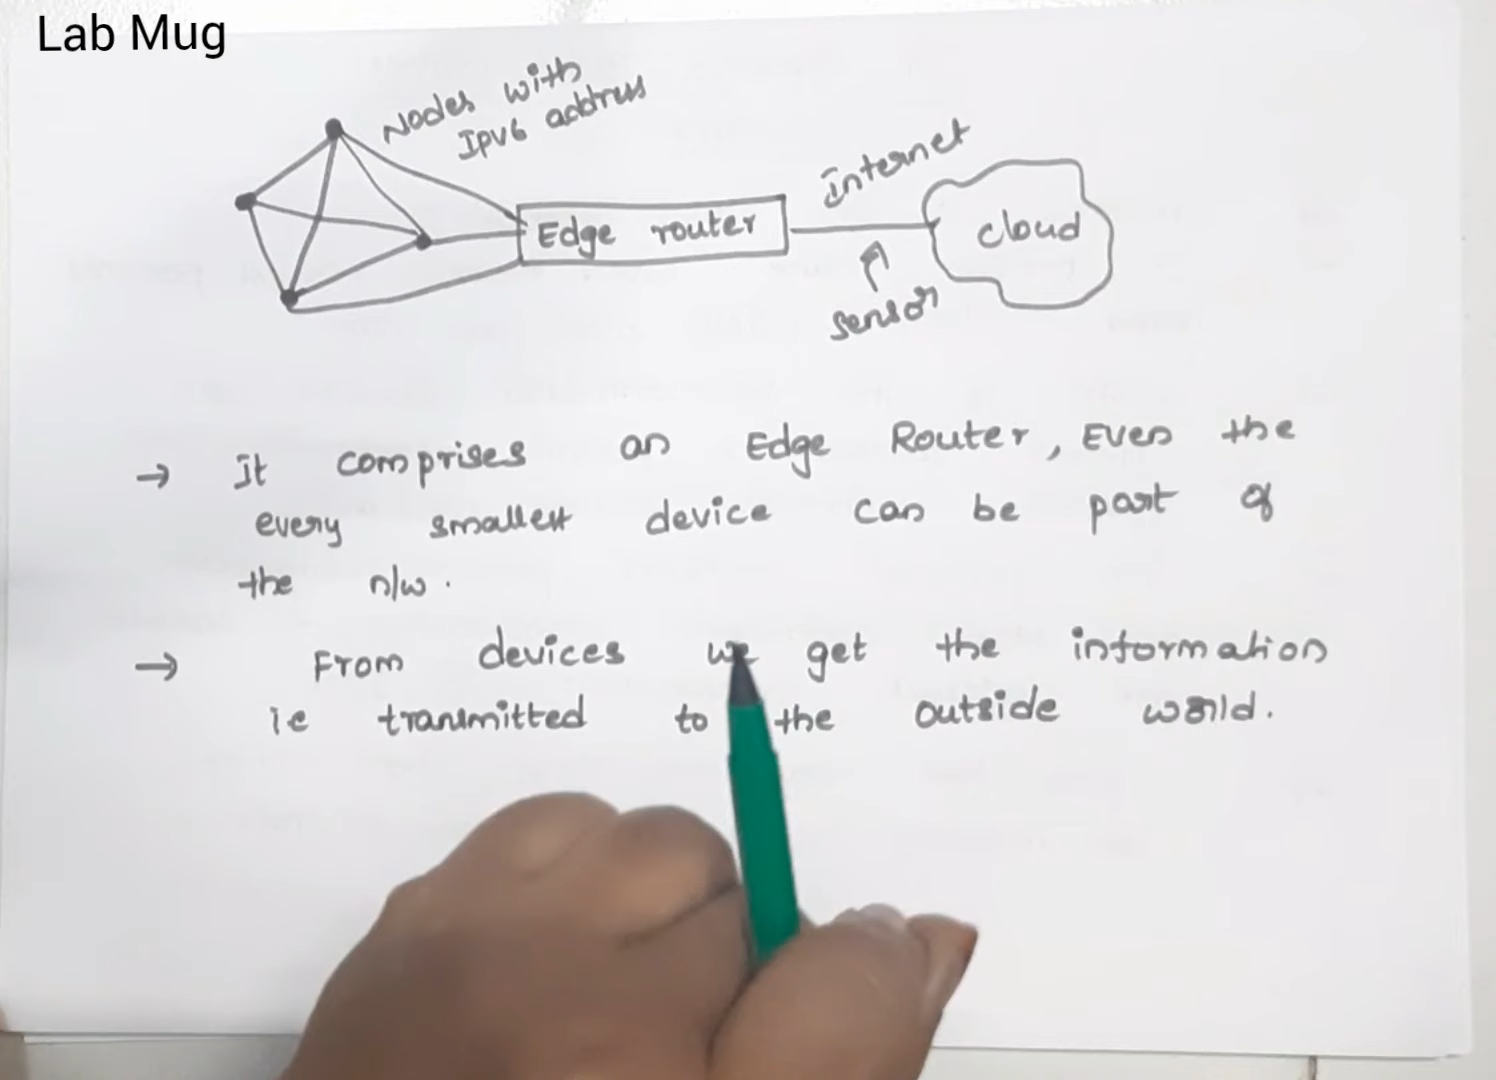 Lab Mug
Nodes with
IPv6 address
internet
Edge router
cloud
sensor
→ It comprises an Edge Router, Even the
every smallest device can be part of
the n/w.
→ From devices we get the information
ie transmitted to the outside world.